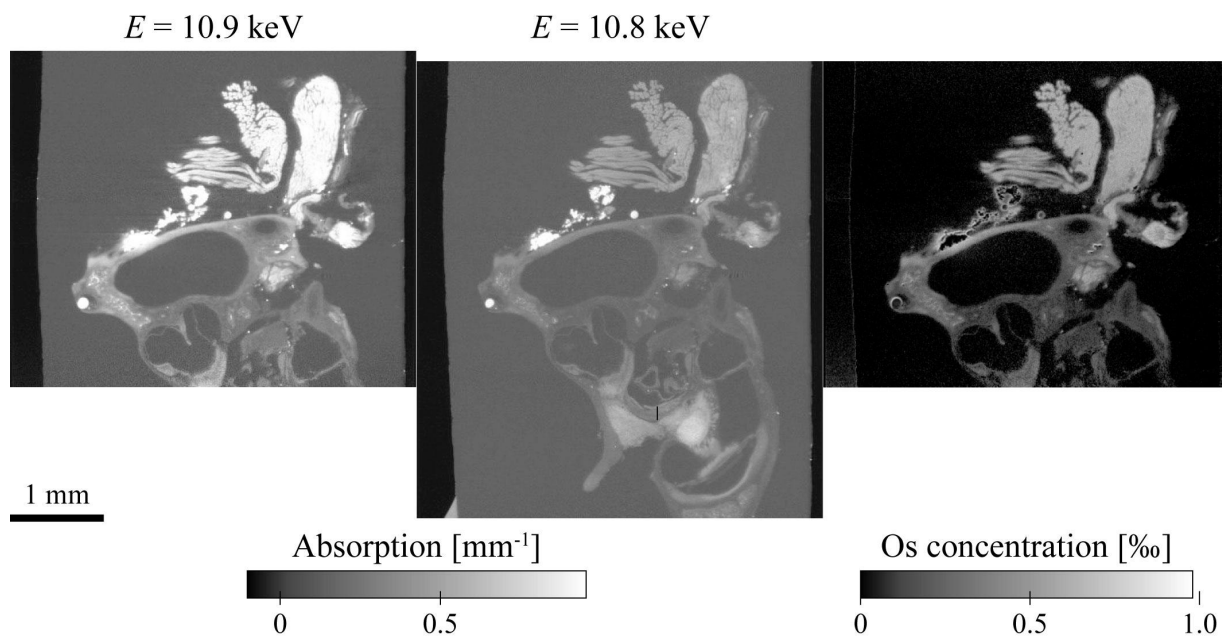 E = 10.9 keV
E = 10.8 keV
1 mm
Absorption [mm⁻¹]
0
0.5
Os concentration [‰]
0
0.5
1.0